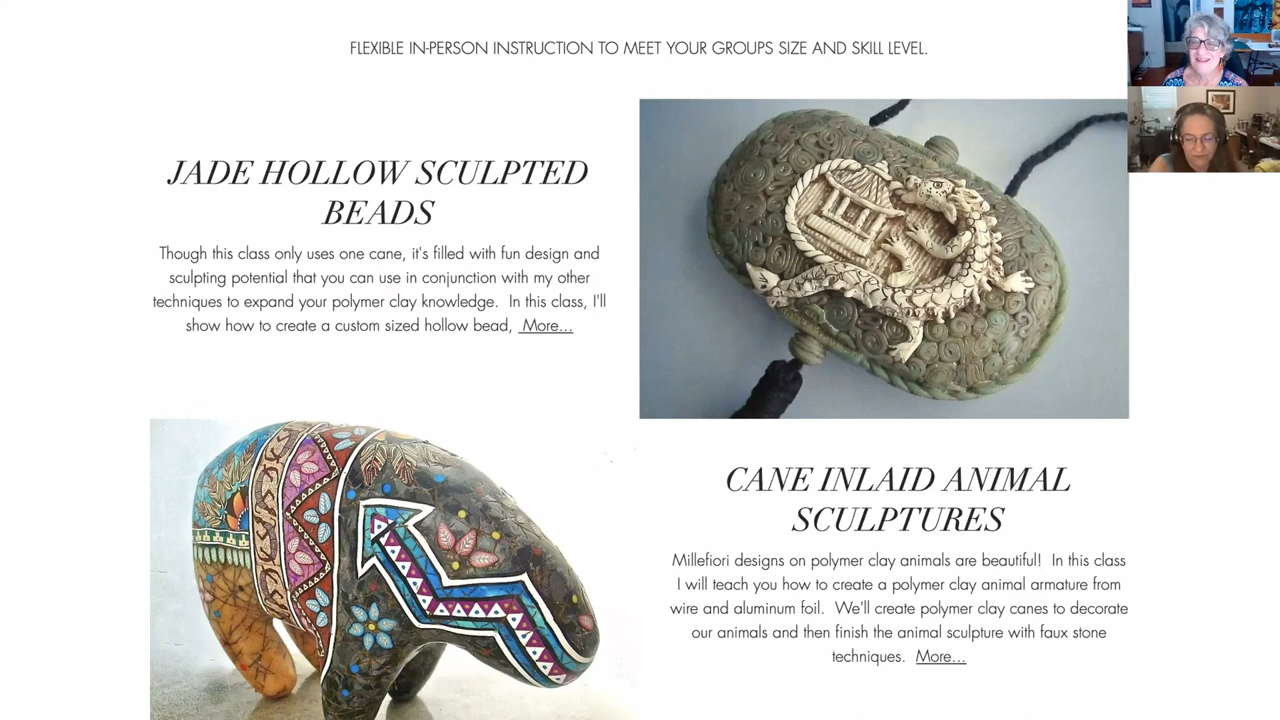 FLEXIBLE IN-PERSON INSTRUCTION TO MEET YOUR GROUPS SIZE AND SKILL LEVEL.
JADE HOLLOW SCULPTED
BEADS
Though this class only uses one cane, it's filled with fun design and
sculpting potential that you can use in conjunction with my other
techniques to expand your polymer clay knowledge. In this class, I'll
show how to create a custom sized hollow bead, More...
CANE INLAID ANIMAL
SCULPTURES
Millefiori designs on polymer clay animals are beautiful! In this class
I will teach you how to create a polymer clay animal armature from
wire and aluminum foil. We'll create polymer clay canes to decorate
our animals and then finish the animal sculpture with faux stone
techniques. More...